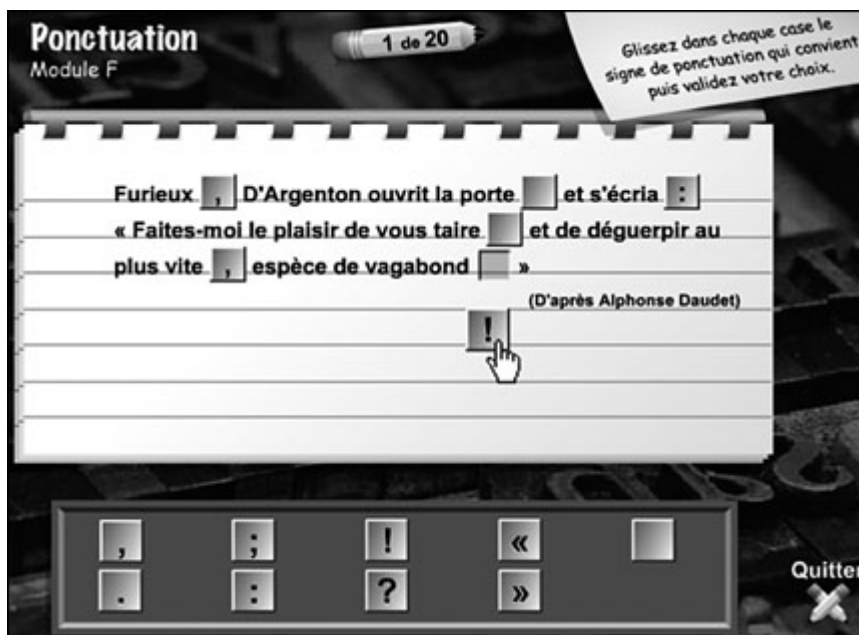 Ponctuation
Module F
1 de 20
Glissez dans chaque case le
signe de ponctuation qui convient
puis validez votre choix.
Furieux , D'Argenton ouvrit la porte et s'écria :
« Faites-moi le plaisir de vous taire et de déguerpir au
plus vite , espèce de vagabond »
(D'après Alphonse Daudet)
!
, ; ! «
. : ? »
Quitter